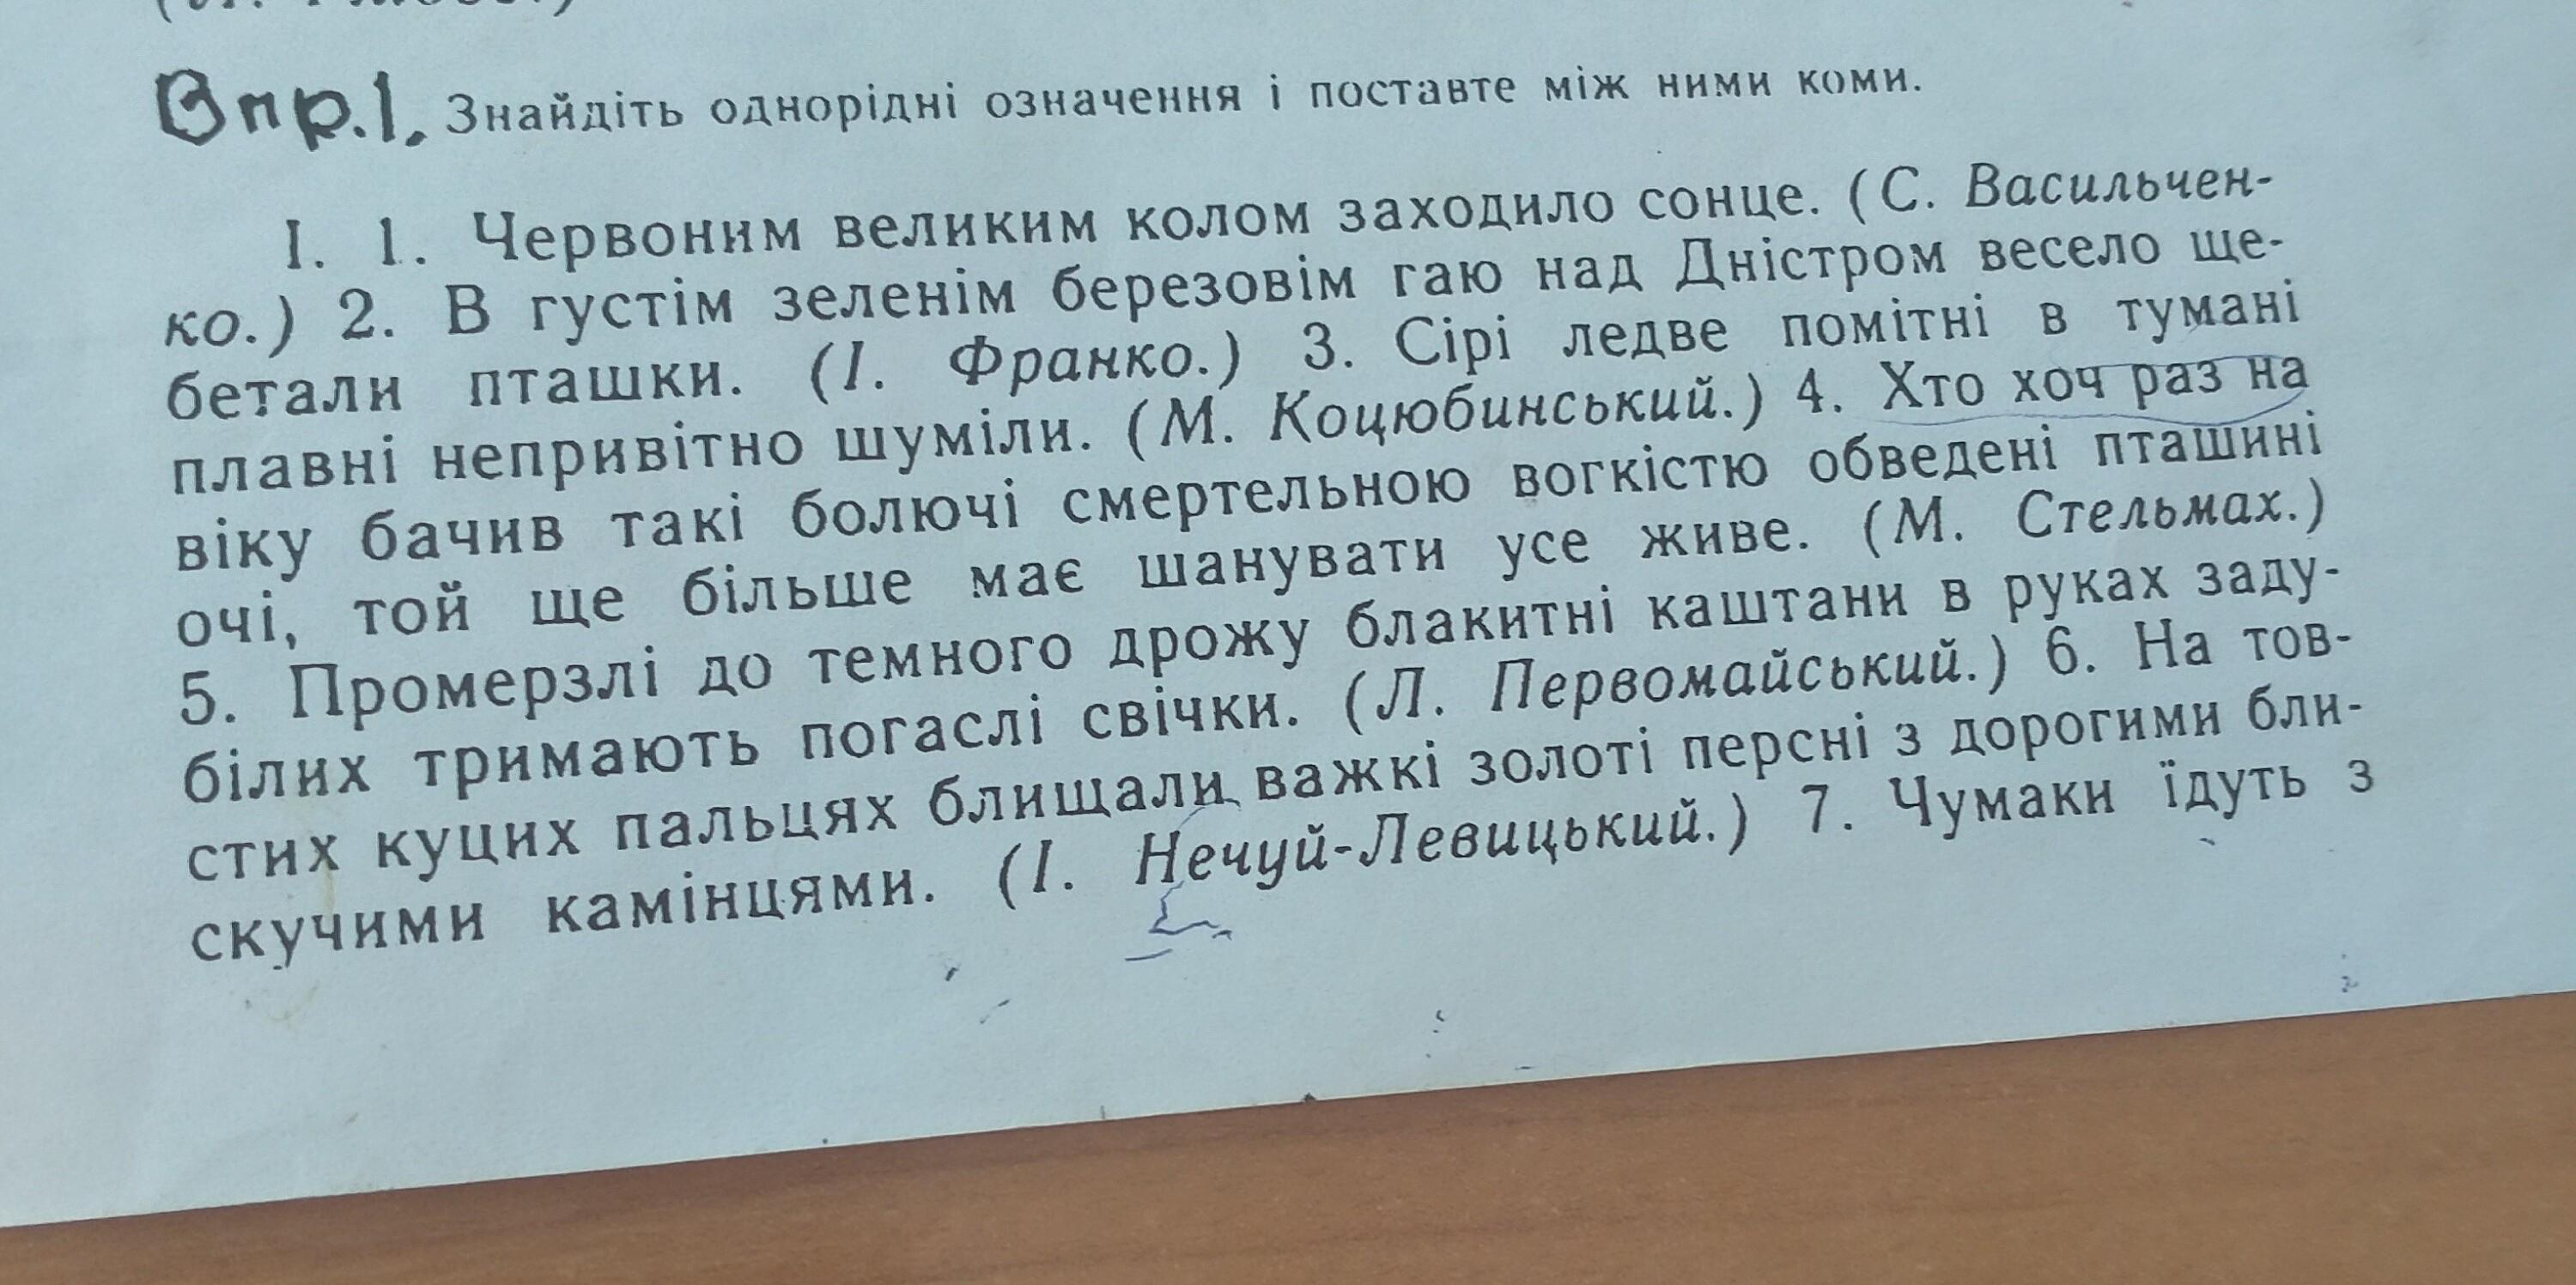 Впр.1. Знайдіть однорідні означення і поставте між ними коми.
І. 1. Червоним великим колом заходило сонце. (С. Васильчен-
ко.) 2. В густім зеленім березовім гаю над Дністром весело ще-
бетали пташки. (І. Франко.) 3. Сірі ледве помітні в тумані
плавні непривітно шуміли. (М. Коцюбинський.) 4. Хто хоч раз на
віку бачив такі болючі смертельною вогкістю обведені пташині
очі, той ще більше має шанувати усе живе. (М. Стельмах.)
5. Промерзлі до темного дрожу блакитні каштани в руках заду-
білих тримають погаслі свічки. (Л. Первомайський.) 6. На тов-
стих куцих пальцях блищали важкі золоті персні з дорогими бли-
скучими камінцями. (І. Нечуй-Левицький.) 7. Чумаки їдуть з